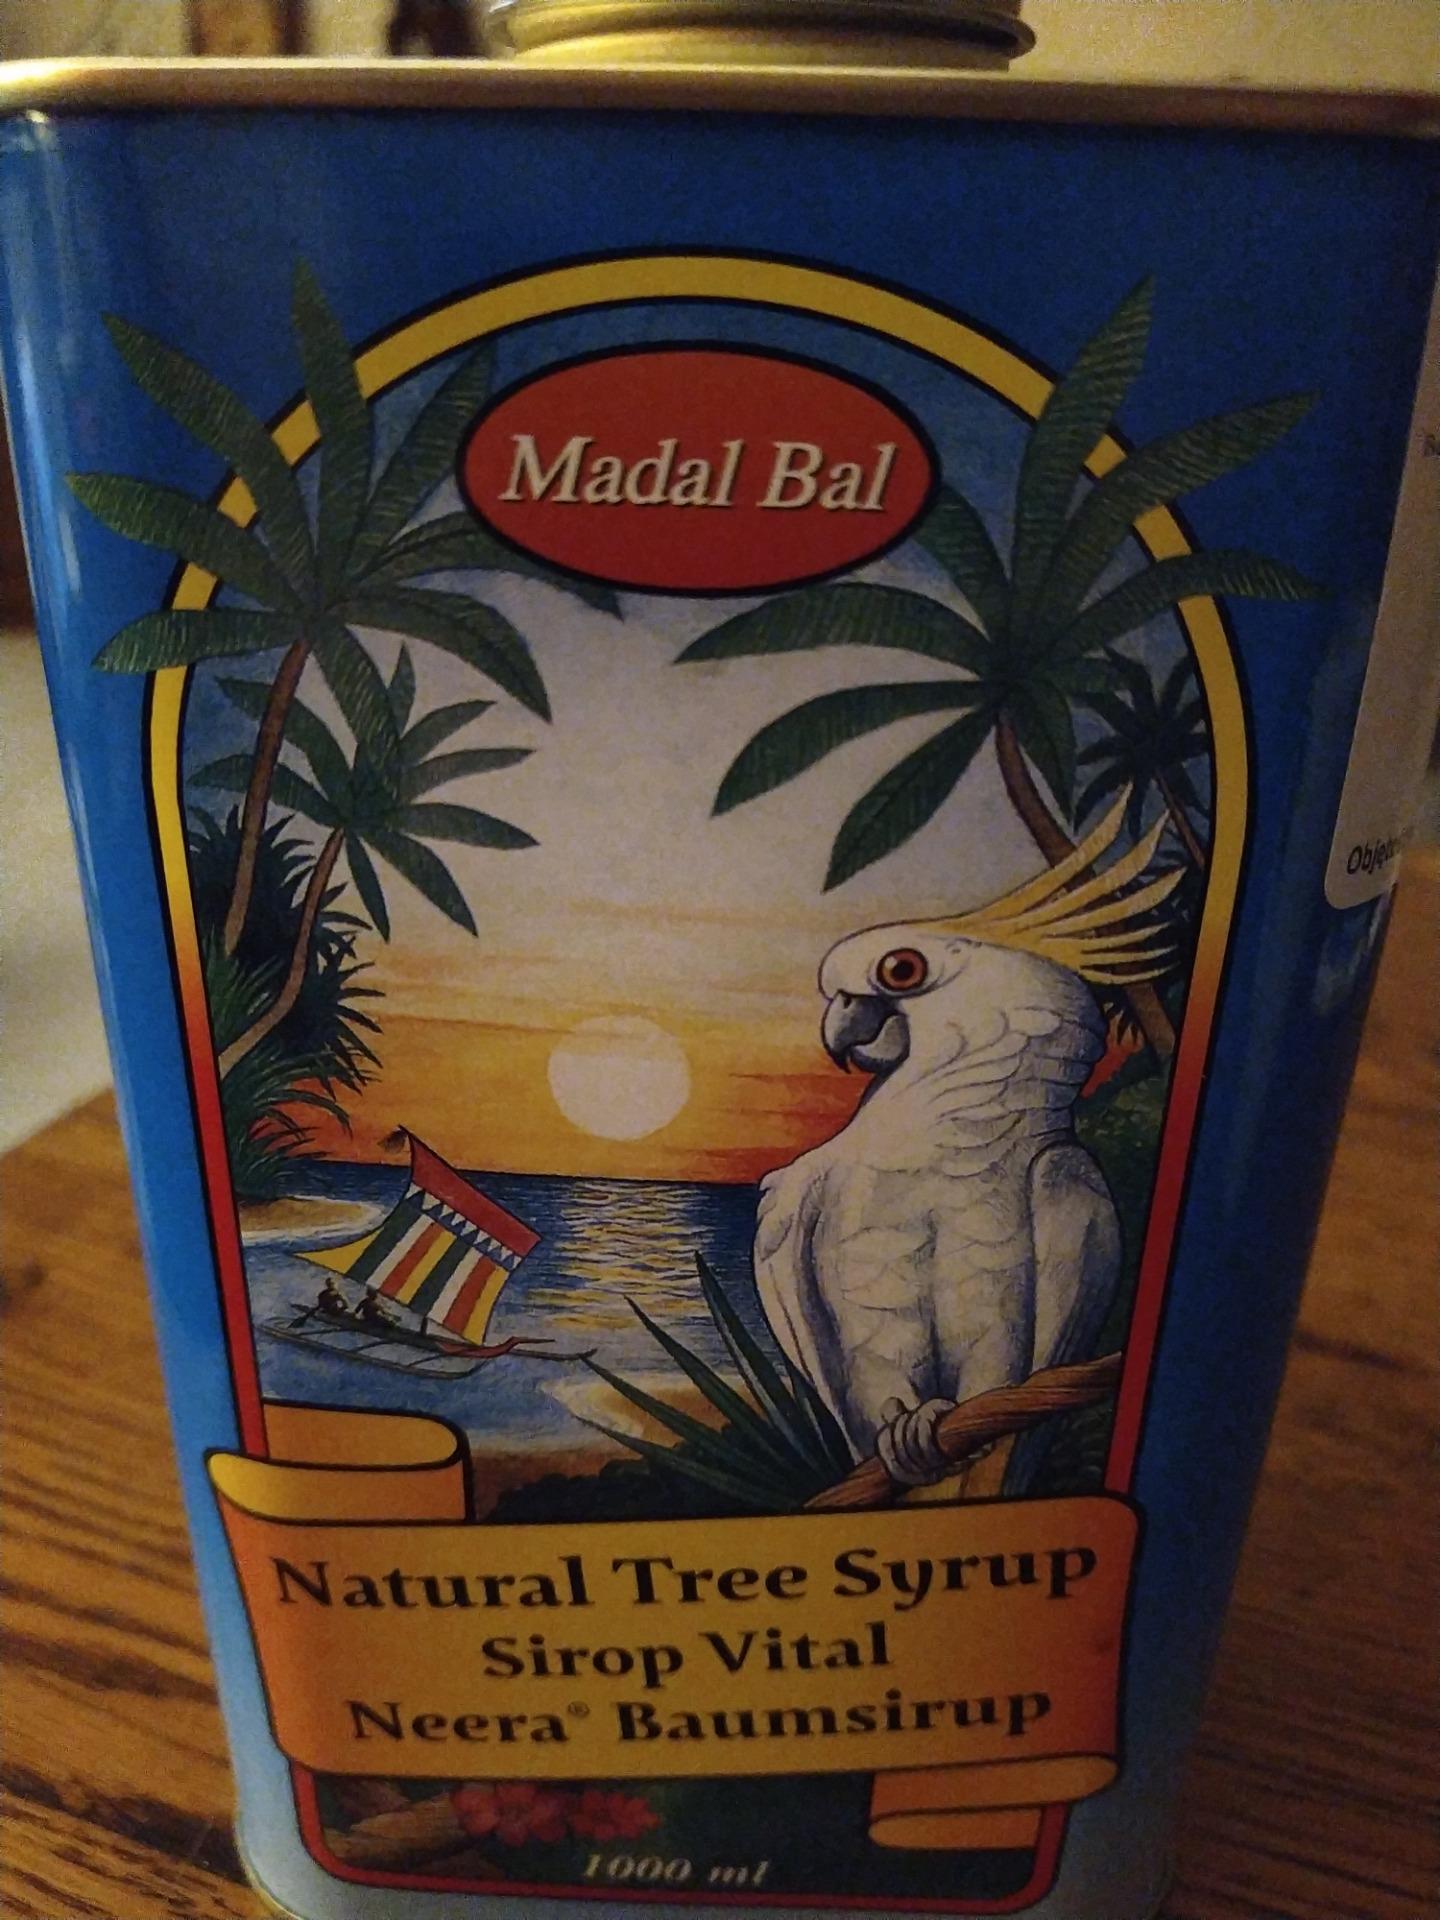 Madal Bal
Natural Tree Syrup
Sirop Vital
Neera® Baumsirup
1000 ml